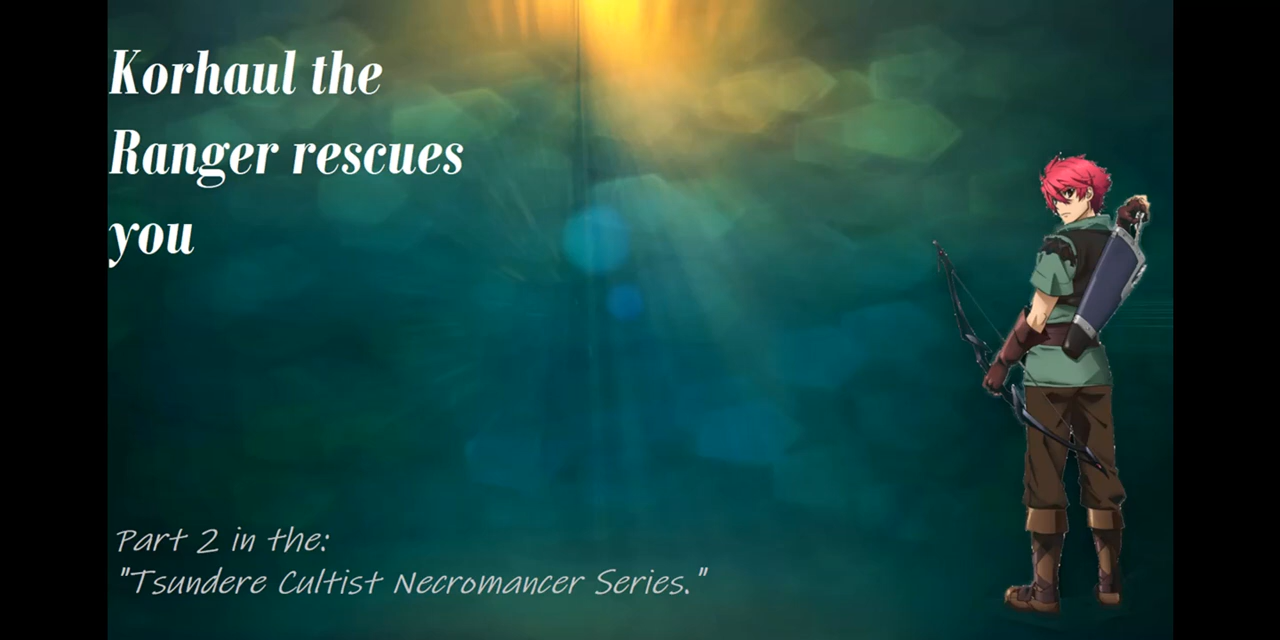 Korhaul the
Ranger rescues
you
Part 2 in the:
"Tsundere Cultist Necromancer Series."